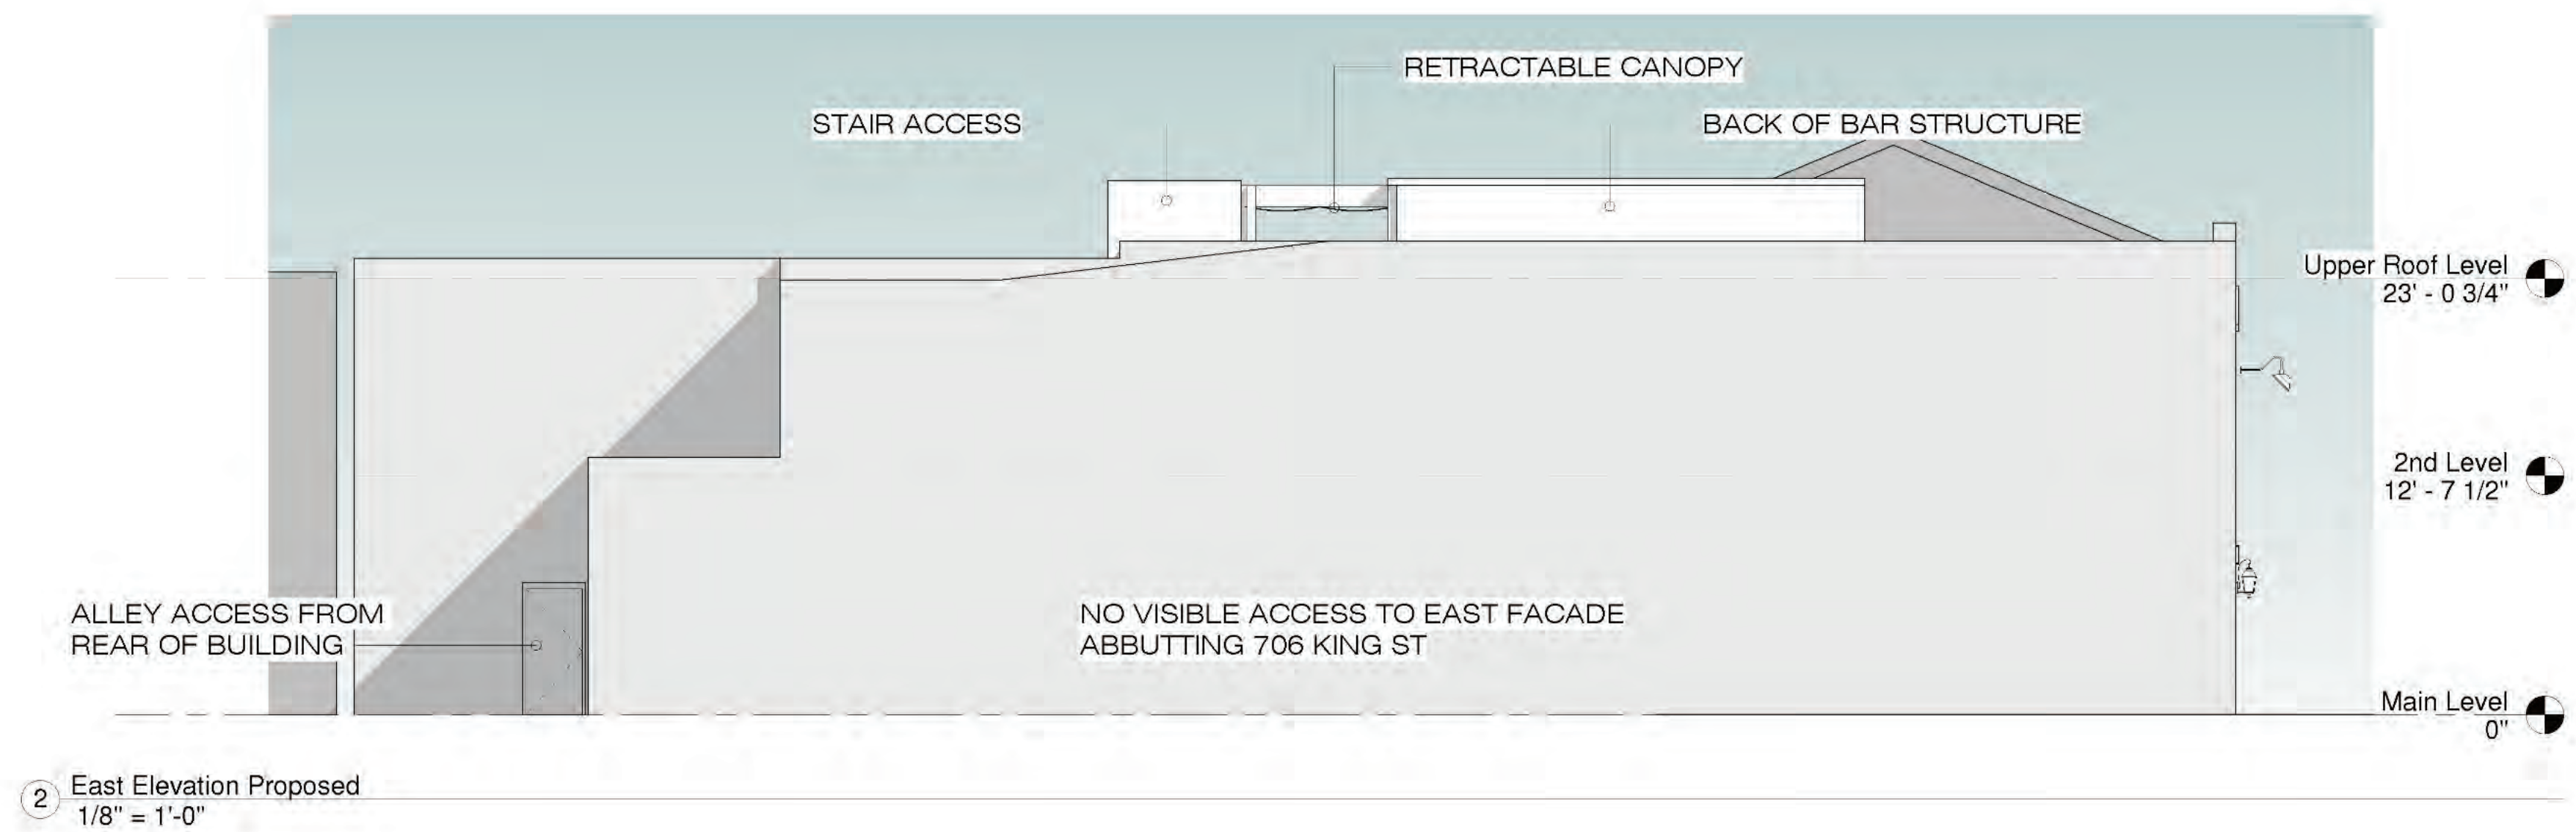 RETRACTABLE CANOPY
STAIR ACCESS
BACK OF BAR STRUCTURE
Upper Roof Level
23' - 0 3/4"
2nd Level
12' - 7 1/2"
ALLEY ACCESS FROM
REAR OF BUILDING
NO VISIBLE ACCESS TO EAST FACADE
ABBUTTING 706 KING ST
Main Level
0"
2
East Elevation Proposed
1/8" = 1'-0"